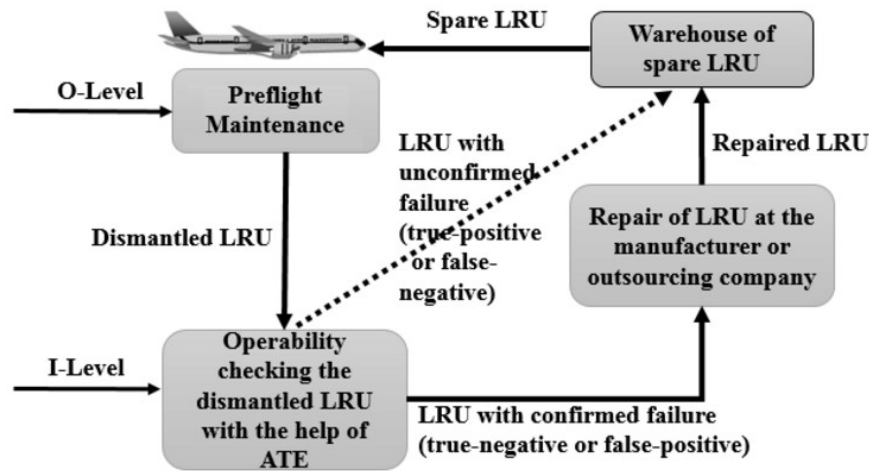 Spare LRU
Warehouse of
spare LRU
O-Level
Preflight
Maintenance
LRU with
unconfirmed
failure
(true-positive
or false-
negative)
Repaired LRU
Dismantled LRU
Repair of LRU at the
manufacturer or
outsourcing company
I-Level
Operability
checking the
dismantled LRU
with the help of
ATE
LRU with confirmed failure
(true-negative or false-positive)